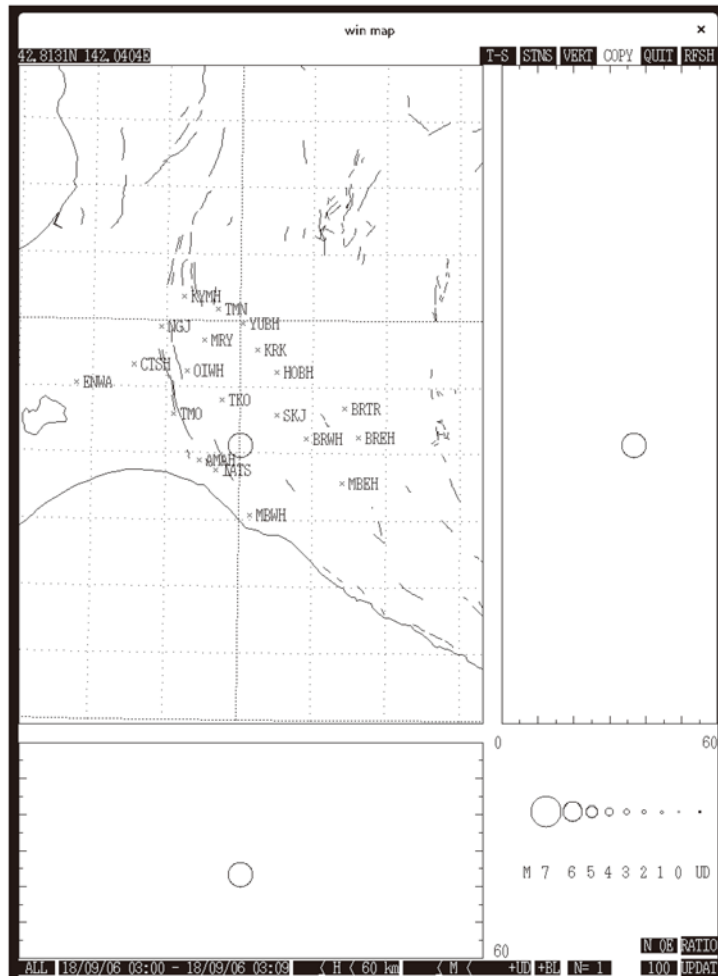 win map ×
42.8131N 142.0404E T-S STNS VERT COPY QUIT RFSH
KYMH
TMN
NGJ
YUBH
MRY
KRK
CTSH
OIWH
HOBH
ENWA
TKO
TMO
SKJ
BRTR
BRWH
BREH
AMAH
TATS
MBEH
MBWH
0 60
M 7 6 5 4 3 2 1 0 UD
60
N 0E RATIO
ALL 18/09/06 03:00 - 18/09/06 03:09 < H < 60 km < M < +UD +BL N= 1 100 UPDAT